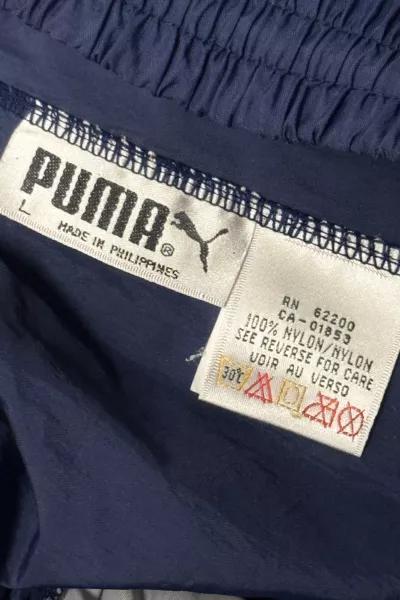 PUMA®
L
MADE IN PHILIPPINES
RN 62200
CA-01853
100% NYLON/NYLON
SEE REVERSE FOR CARE
VOIR AU VERSO
30℃